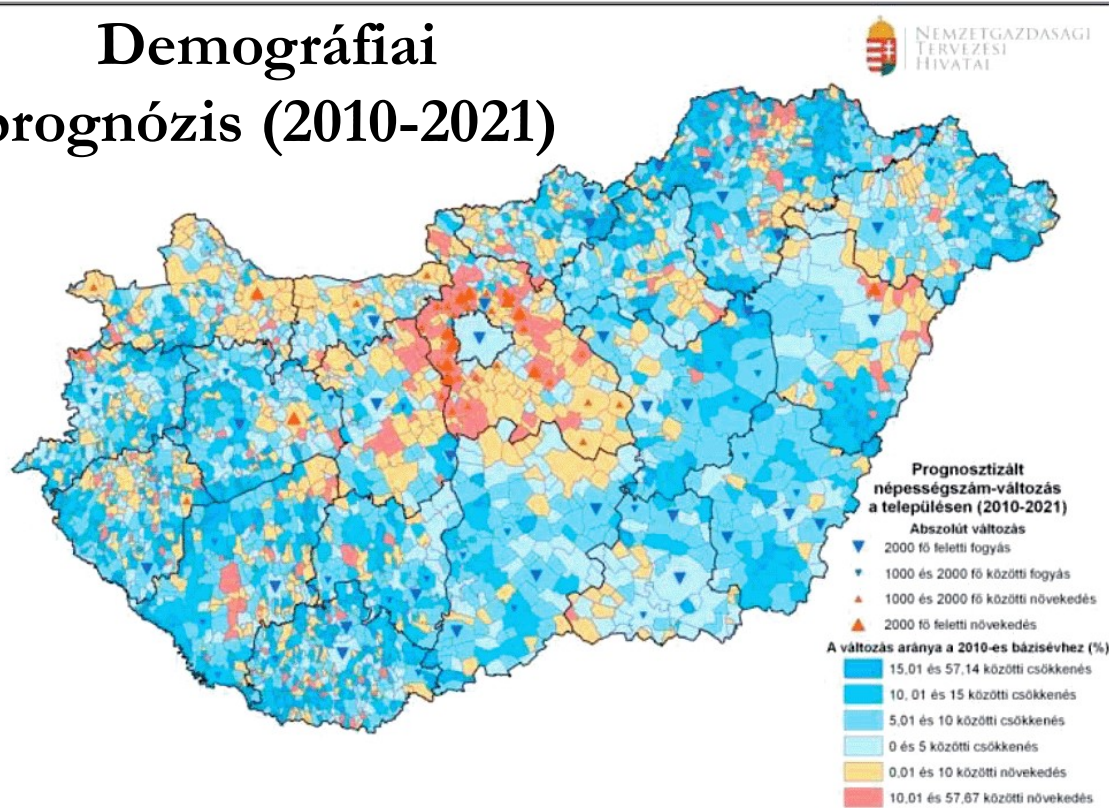 Demográfiai
prognózis (2010-2021)
NEMZETGAZDASÁGI
TERVEZÉSI
HIVATAL
Prognosztizált
népességszám-változás
a településen (2010-2021)
Abszolút változás
2000 fő feletti fogyás
1000 és 2000 fő közötti fogyás
1000 és 2000 fő közötti növekedés
2000 fő feletti növekedés
A változás aránya a 2010-es bázisévhez (%)
15,01 és 57,14 közötti csökkenés
10, 01 és 15 közötti csökkenés
5,01 és 10 közötti csökkenés
0 és 5 közötti csökkenés
0,01 és 10 közötti növekedés
10,01 és 57,67 közötti növekedés